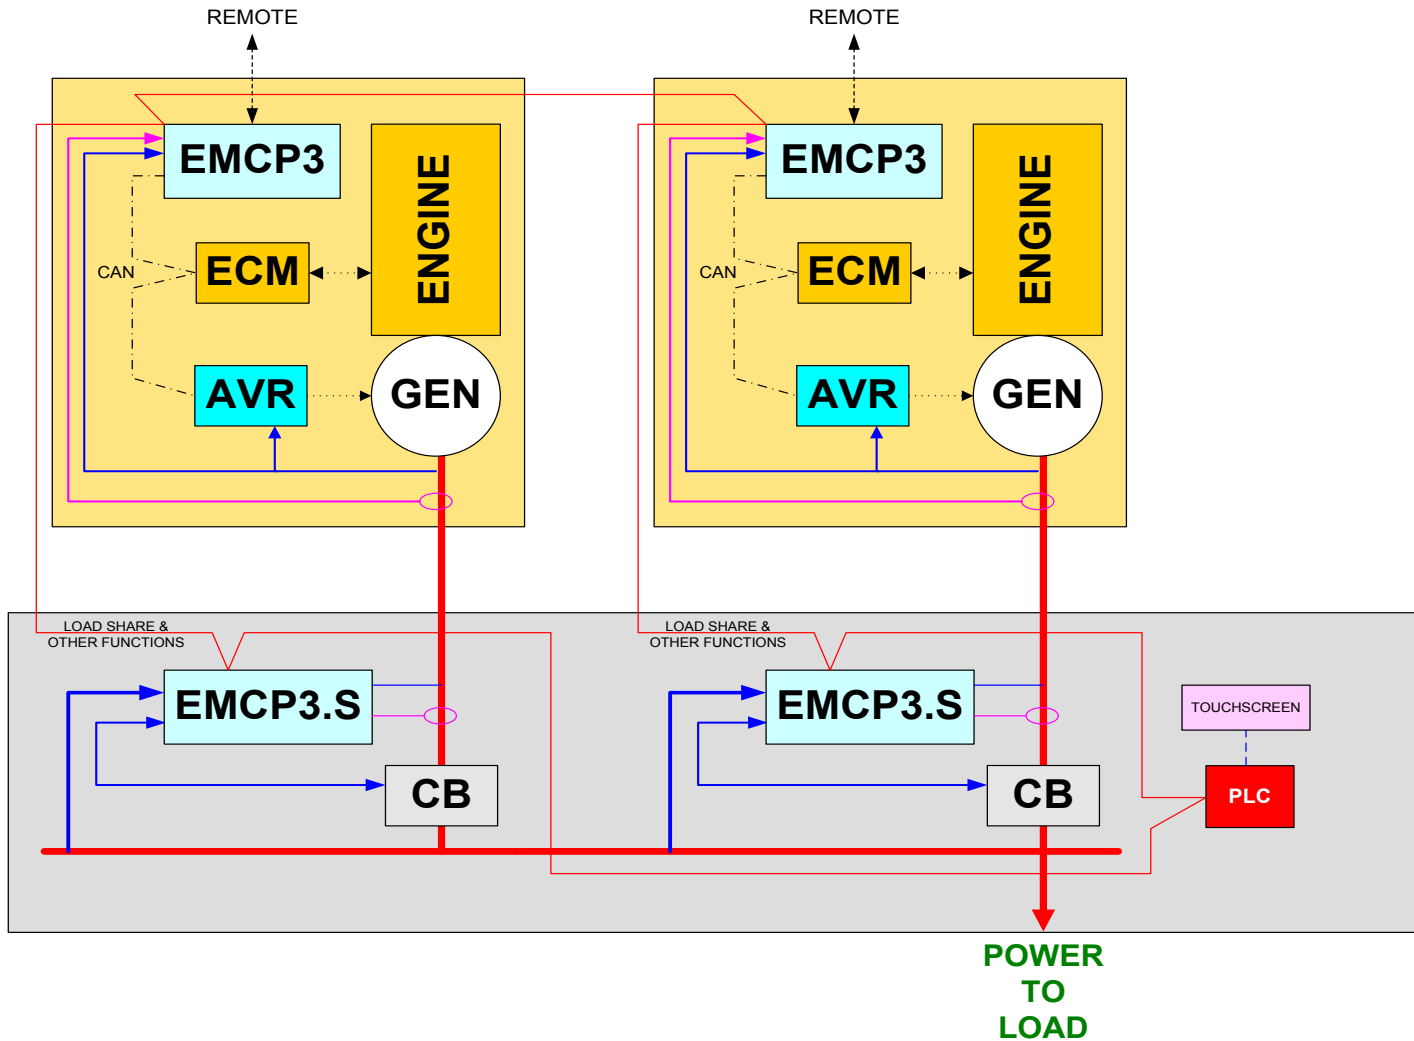 REMOTE
REMOTE
EMCP3
ENGINE
EMCP3
ENGINE
CAN
ECM
CAN
ECM
AVR
GEN
AVR
GEN
LOAD SHARE &
OTHER FUNCTIONS
LOAD SHARE &
OTHER FUNCTIONS
EMCP3.S
EMCP3.S
TOUCHSCREEN
CB
CB
PLC
POWER
TO
LOAD